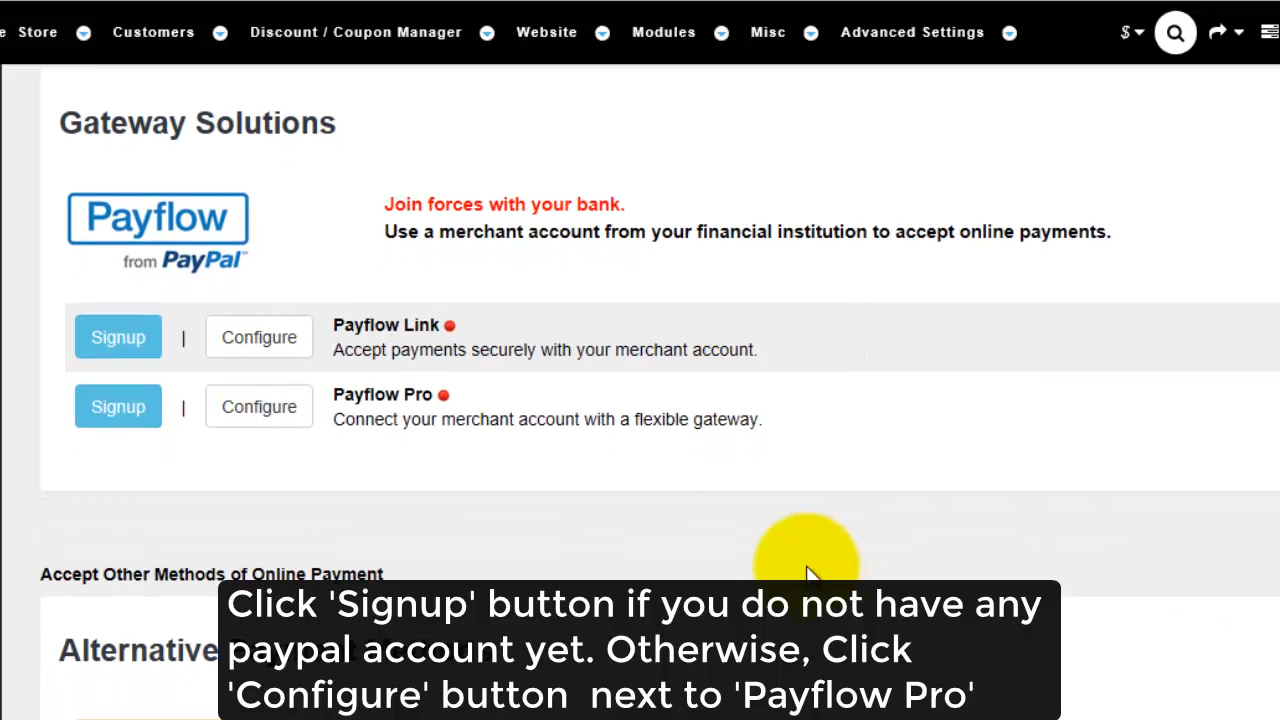 e Store Customers Discount / Coupon Manager Website Modules Misc Advanced Settings $
Gateway Solutions
Payflow
from PayPal™
Join forces with your bank.
Use a merchant account from your financial institution to accept online payments.
Signup | Configure Payflow Link
Accept payments securely with your merchant account.
Signup | Configure Payflow Pro
Connect your merchant account with a flexible gateway.
Accept Other Methods of Online Payment
Alternative
Click 'Signup' button if you do not have any
paypal account yet. Otherwise, Click
'Configure' button next to 'Payflow Pro'